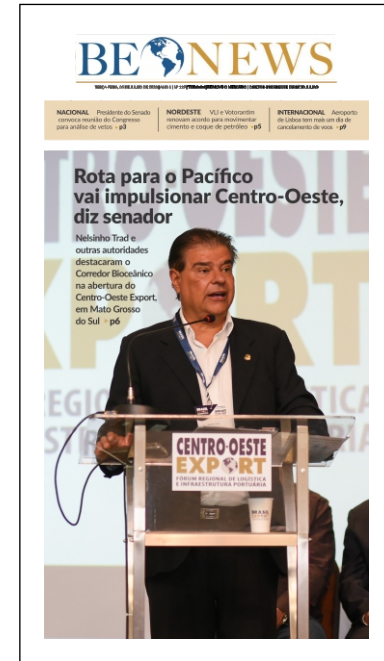 BE NEWS
NACIONAL Presidente do Senado
convoca reunião do Congresso
para análise de vetos » p3
NORDESTE VLI e Votorantim
renovam acordo para movimentar
cimento e coque de petróleo » p5
INTERNACIONAL Aeroporto
de Lisboa tem mais um dia de
cancelamento de voos » p9
Rota para o Pacífico
vai impulsionar Centro-Oeste,
diz senador
Nelsinho Trad e
outras autoridades
destacaram o
Corredor Bioceânico
na abertura do
Centro-Oeste Export,
em Mato Grosso
do Sul » p6
CENTRO-OESTE
EXPORT
FÓRUM REGIONAL DE LOGÍSTICA
E INFRAESTRUTURA PORTUÁRIA